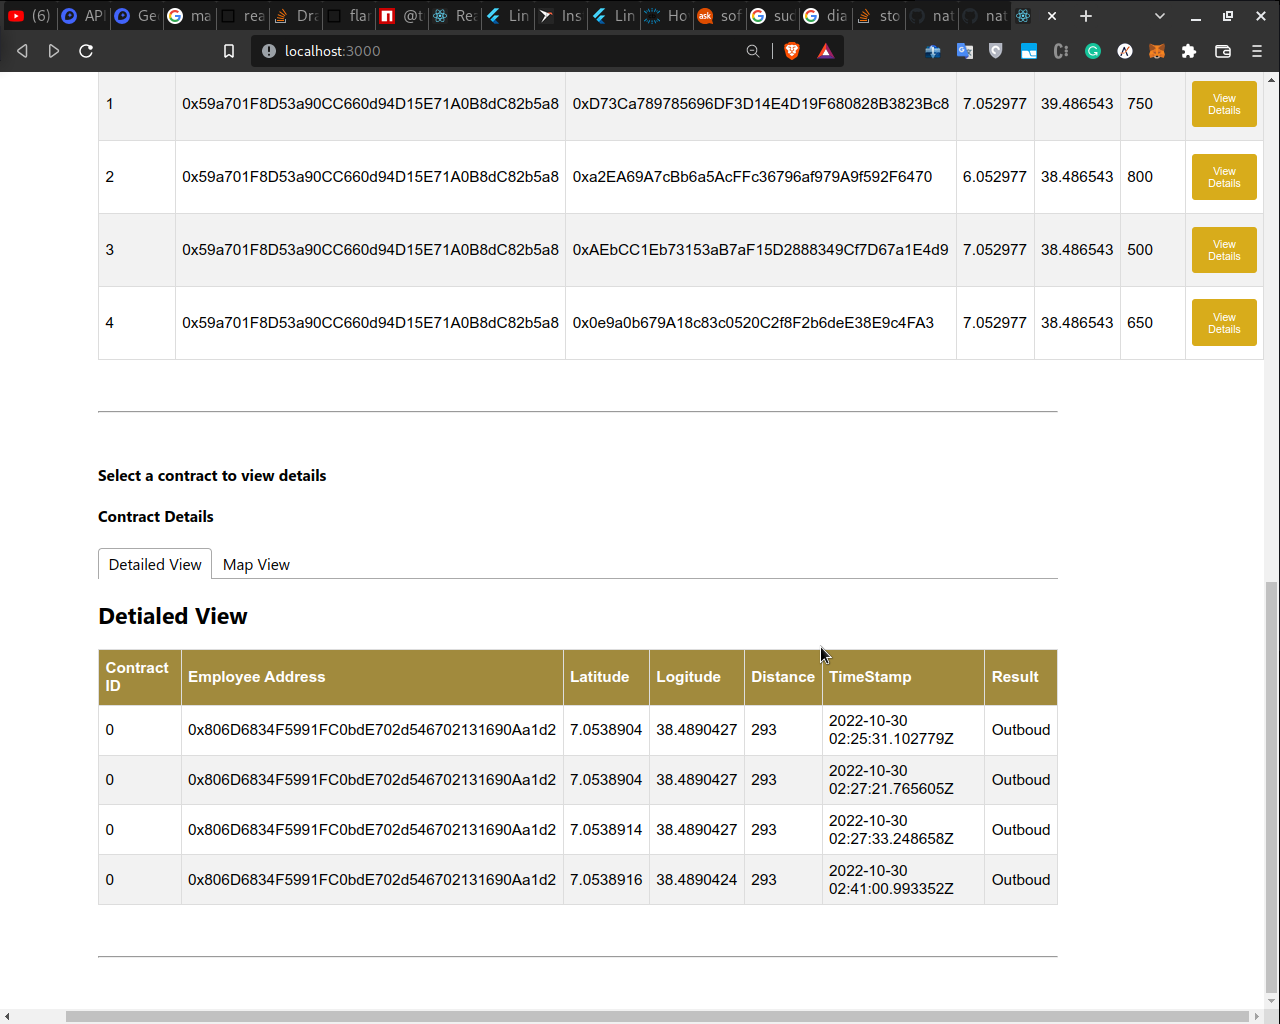 (6) API Ge ma rea Dra flar @t Rea Lin Ins Lin Ho sof suc dia sto nat nat
localhost:3000
1 0x59a701F8D53a90CC660d94D15E71A0B8dC82b5a8 0xD73Ca789785696DF3D14E4D19F680828B3823Bc8 7.052977 39.486543 750 View Details
2 0x59a701F8D53a90CC660d94D15E71A0B8dC82b5a8 0xa2EA69A7cBb6a5AcFFc36796af979A9f592F6470 6.052977 38.486543 800 View Details
3 0x59a701F8D53a90CC660d94D15E71A0B8dC82b5a8 0xAEbCC1Eb73153aB7aF15D2888349Cf7D67a1E4d9 7.052977 38.486543 500 View Details
4 0x59a701F8D53a90CC660d94D15E71A0B8dC82b5a8 0x0e9a0b679A18c83c0520C2f8F2b6deE38E9c4FA3 7.052977 38.486543 650 View Details
Select a contract to view details
Contract Details
Detailed View Map View
Detialed View
Contract ID Employee Address Latitude Logitude Distance TimeStamp Result
0 0x806D6834F5991FC0bdE702d546702131690Aa1d2 7.0538904 38.4890427 293 2022-10-30 02:25:31.102779Z Outboud
0 0x806D6834F5991FC0bdE702d546702131690Aa1d2 7.0538904 38.4890427 293 2022-10-30 02:27:21.765605Z Outboud
0 0x806D6834F5991FC0bdE702d546702131690Aa1d2 7.0538914 38.4890427 293 2022-10-30 02:27:33.248658Z Outboud
0 0x806D6834F5991FC0bdE702d546702131690Aa1d2 7.0538916 38.4890424 293 2022-10-30 02:41:00.993352Z Outboud